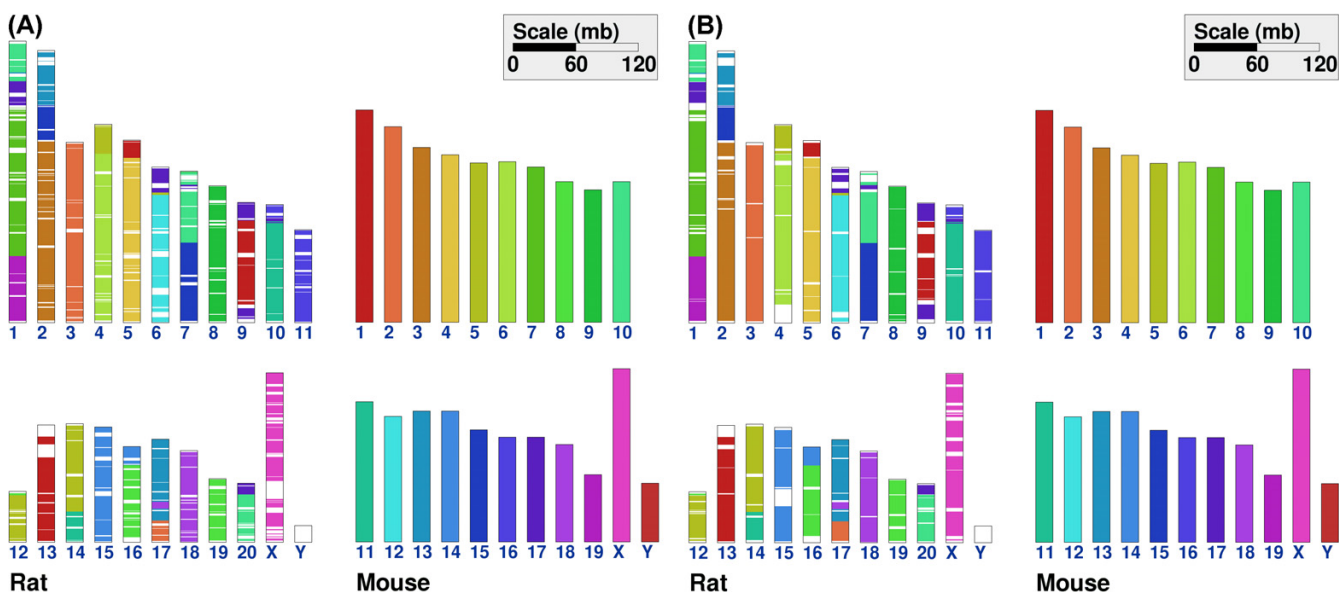 (A) (B)
Scale (mb) Scale (mb)
0 60 120 0 60 120
1 2 3 4 5 6 7 8 9 10 11 1 2 3 4 5 6 7 8 9 10 1 2 3 4 5 6 7 8 9 10 11 1 2 3 4 5 6 7 8 9 10
12 13 14 15 16 17 18 19 20 X Y 11 12 13 14 15 16 17 18 19 X Y 12 13 14 15 16 17 18 19 20 X Y 11 12 13 14 15 16 17 18 19 X Y
Rat Mouse Rat Mouse